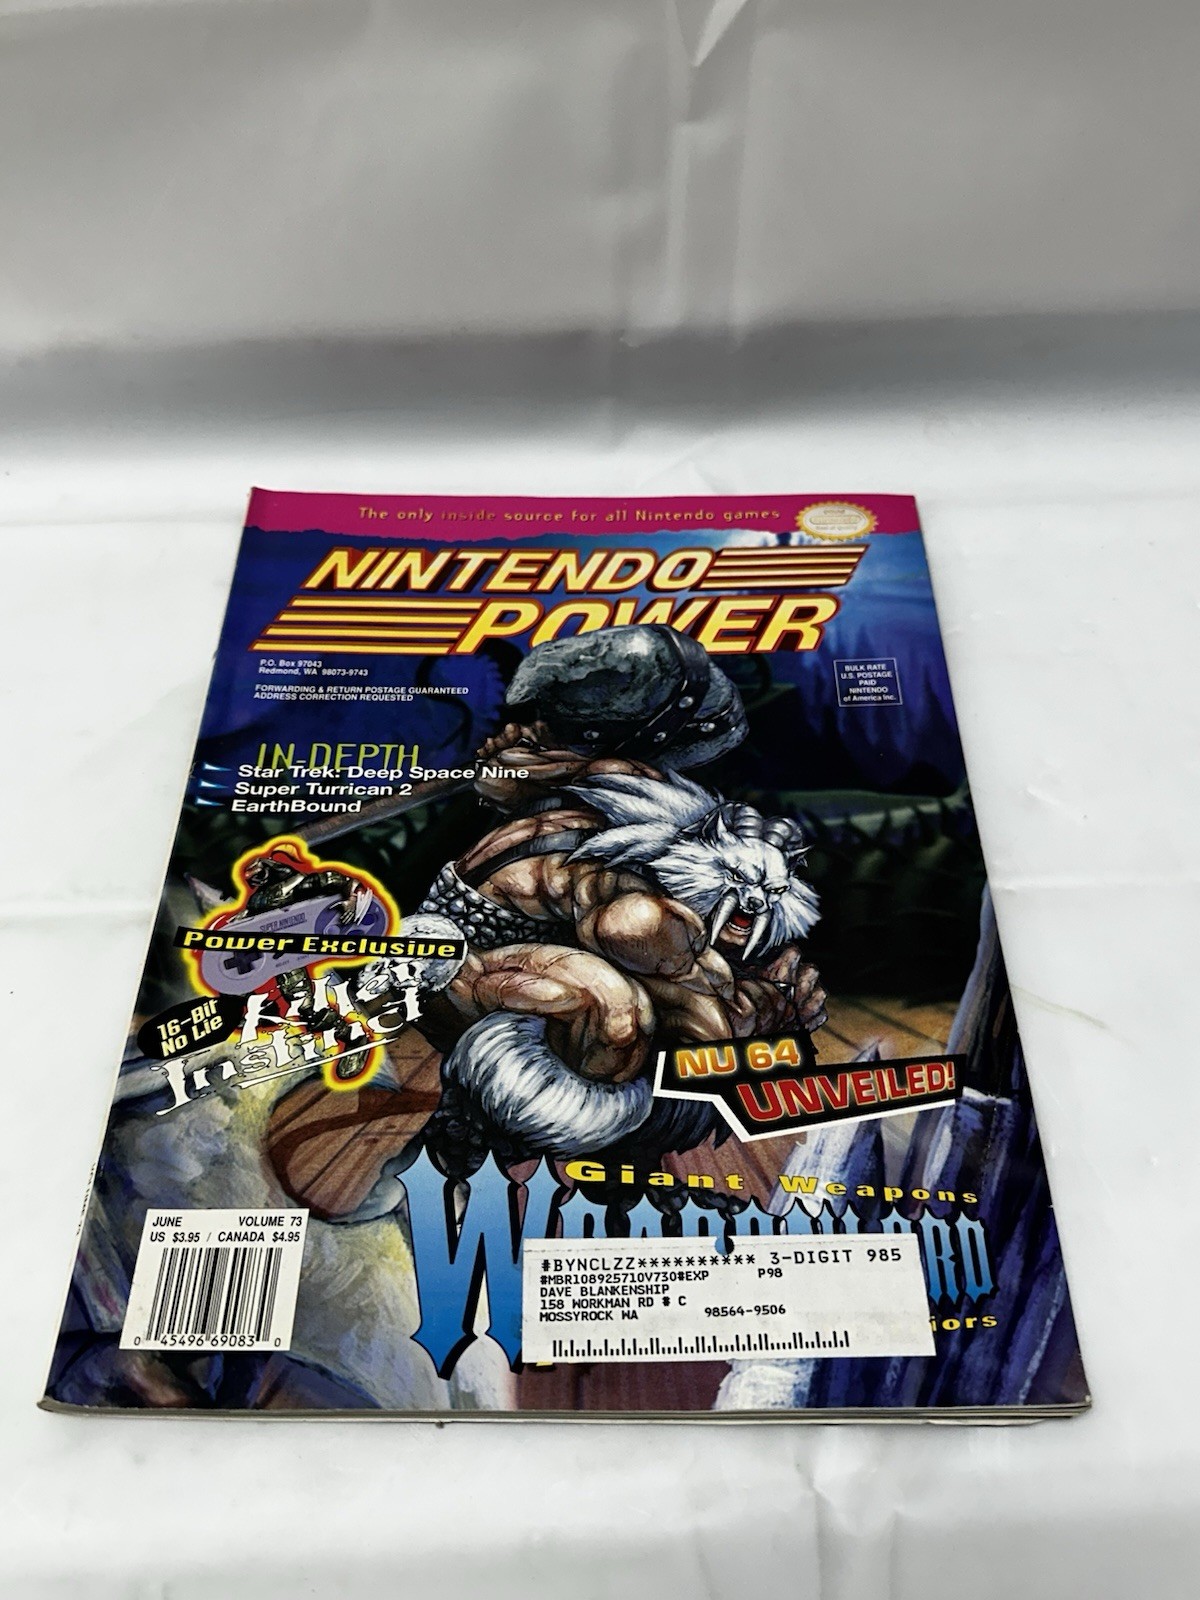 The only inside source for all Nintendo games
NINTENDO
POWER
P.O. Box 97043
Redmond, WA 98073-9743
FORWARDING & RETURN POSTAGE GUARANTEED
ADDRESS CORRECTION REQUESTED
BULK RATE
U.S. POSTAGE
PAID
NINTENDO
of America Inc.
IN-DEPTH
Star Trek: Deep Space Nine
Super Turrican 2
EarthBound
SUPER NINTENDO
Power Exclusive
16-Bit
No Lie
Killer
Instinct
NU 64
UNVEILED!
Giant Weapons
JUNE VOLUME 73
US $3.95 / CANADA $4.95
0 45496 69083 0
#BYNCLZZ********** 3-DIGIT 985
#MBR108925710V730#EXP P98
DAVE BLANKENSHIP
158 WORKMAN RD # C
MOSSYROCK WA 98564-9506
iors